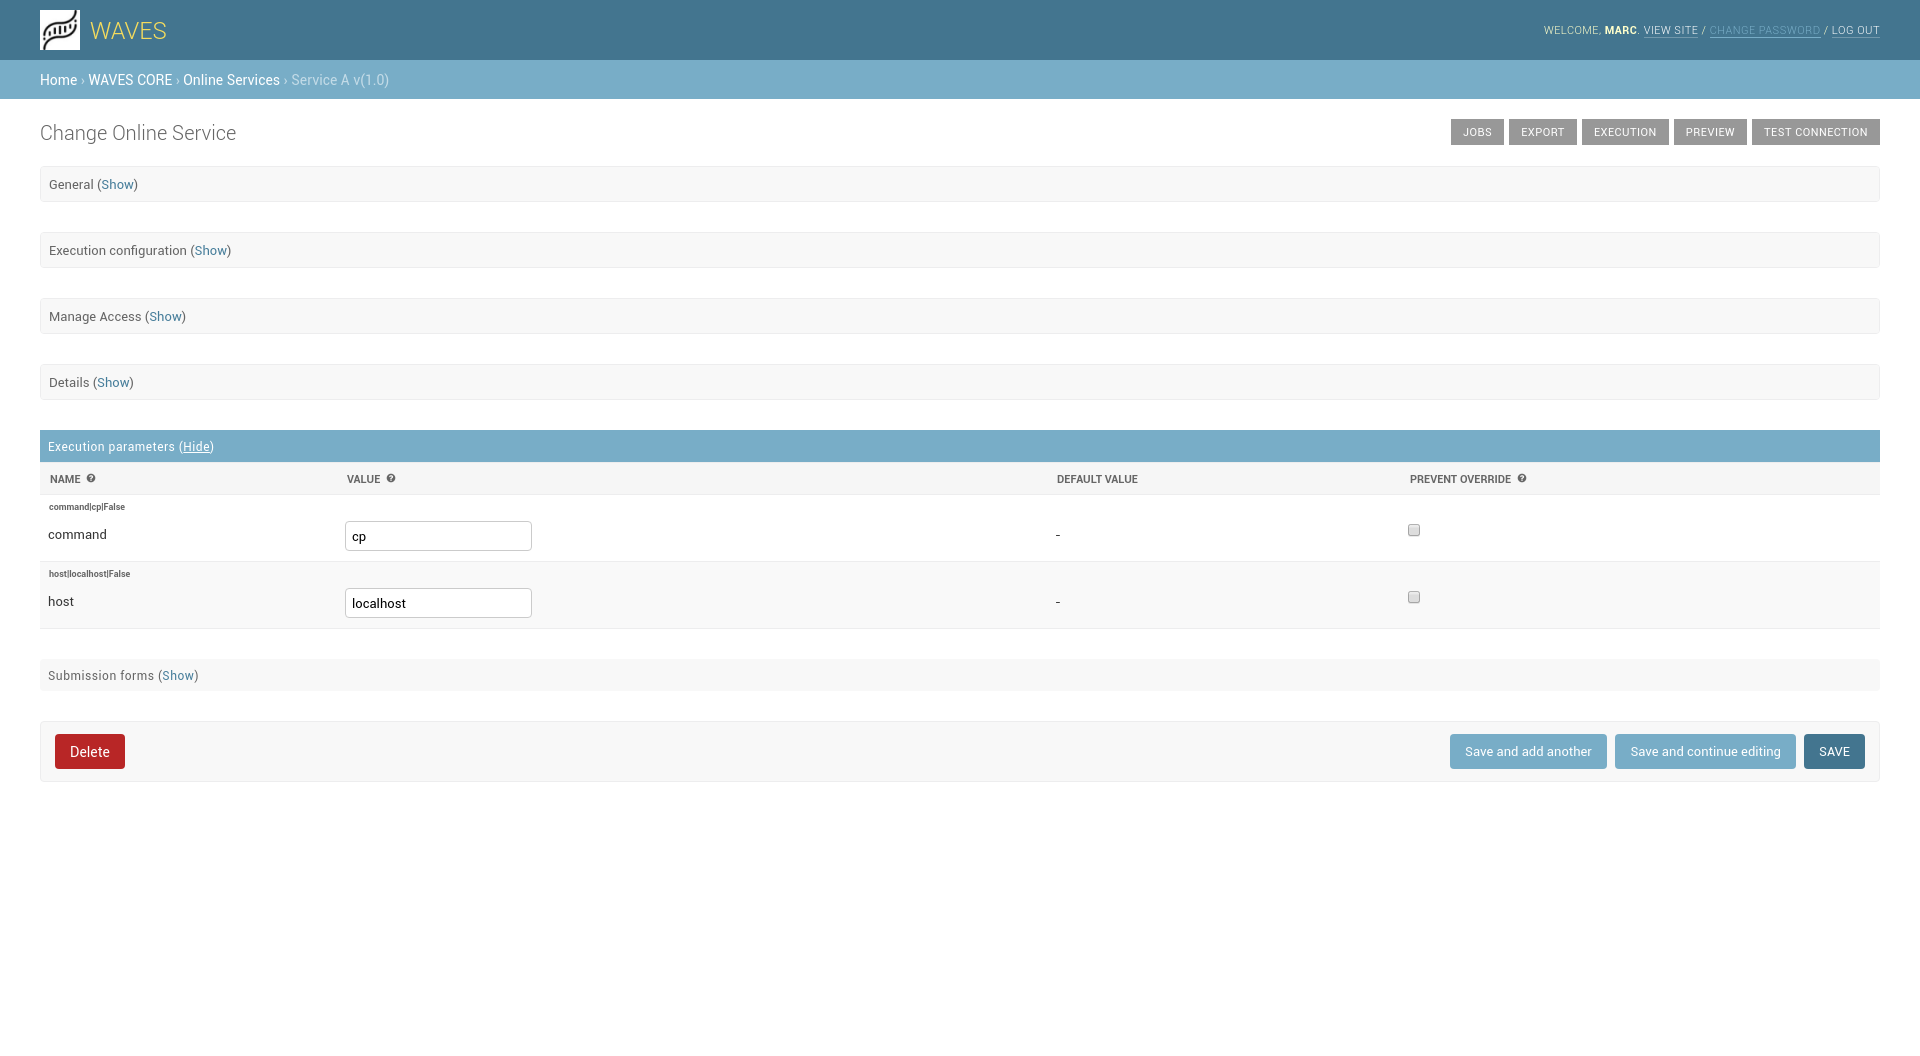 WAVES
WELCOME, MARC. VIEW SITE / CHANGE PASSWORD / LOG OUT
Home › WAVES CORE › Online Services › Service A v(1.0)
Change Online Service
JOBS EXPORT EXECUTION PREVIEW TEST CONNECTION
General (Show)
Execution configuration (Show)
Manage Access (Show)
Details (Show)
Execution parameters (Hide)
NAME ? VALUE ? DEFAULT VALUE PREVENT OVERRIDE ?
command|cp|False
command cp -
host|localhost|False
host localhost -
Submission forms (Show)
Delete Save and add another Save and continue editing SAVE